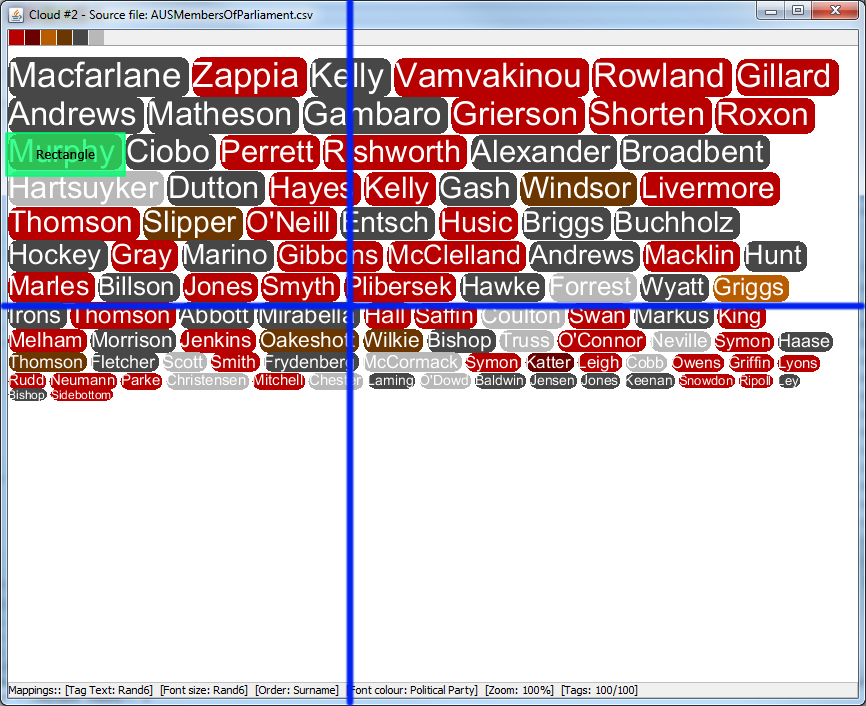 Cloud #2 - Source file: AUSMembersOfParliament.csv
Macfarlane Zappia Kelly Vamvakinou Rowland Gillard
Andrews Matheson Gambaro Grierson Shorten Roxon
Murphy Rectangle Ciobo Perrett Rishworth Alexander Broadbent
Hartsuyker Dutton Hayes Kelly Gash Windsor Livermore
Thomson Slipper O'Neill Entsch Husic Briggs Buchholz
Hockey Gray Marino Gibbons McClelland Andrews Macklin Hunt
Marles Billson Jones Smyth Plibersek Hawke Forrest Wyatt Griggs
Irons Thomson Abbott Mirabella Hall Saffin Coulton Swan Markus King
Melham Morrison Jenkins Oakeshott Wilkie Bishop Truss O'Connor Neville Symon Haase
Thomson Fletcher Scott Smith Frydenberg McCormack Symon Katter Leigh Cobb Owens Griffin Lyons
Rudd Neumann Parke Christensen Mitchell Chester Laming O'Dowd Baldwin Jensen Jones Keenan Snowdon Ripoll Ley
Bishop Sidebottom
Mappings:: [Tag Text: Rand6] [Font size: Rand6] [Order: Surname] [Font colour: Political Party] [Zoom: 100%] [Tags: 100/100]